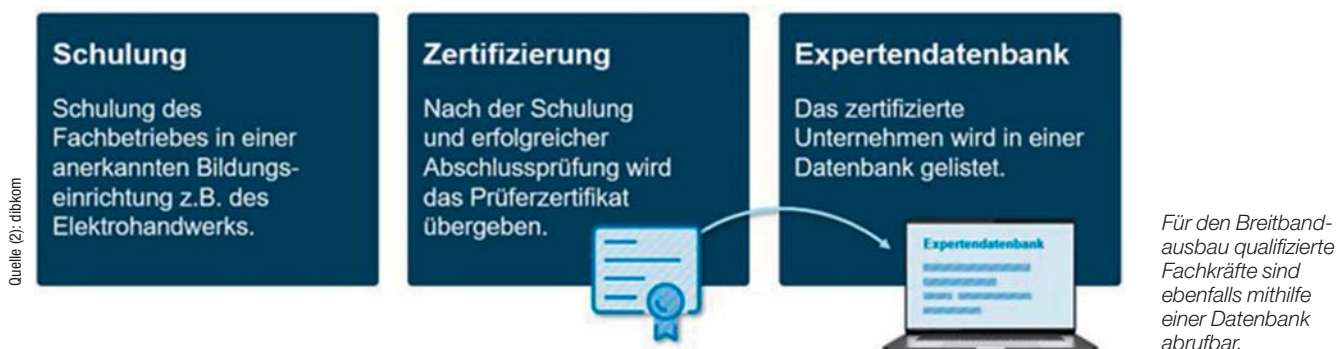 Schulung
Schulung des
Fachbetriebes in einer
anerkannten Bildungs-
einrichtung z.B. des
Elektrohandwerks.
Zertifizierung
Nach der Schulung
und erfolgreicher
Abschlussprüfung wird
das Prüferzertifikat
übergeben.
Expertendatenbank
Das zertifizierte
Unternehmen wird in einer
Datenbank gelistet.
Expertendatenbank
Quelle (2): dibkom
Für den Breitband-
ausbau qualifizierte
Fachkräfte sind
ebenfalls mithilfe
einer Datenbank
abrufbar.